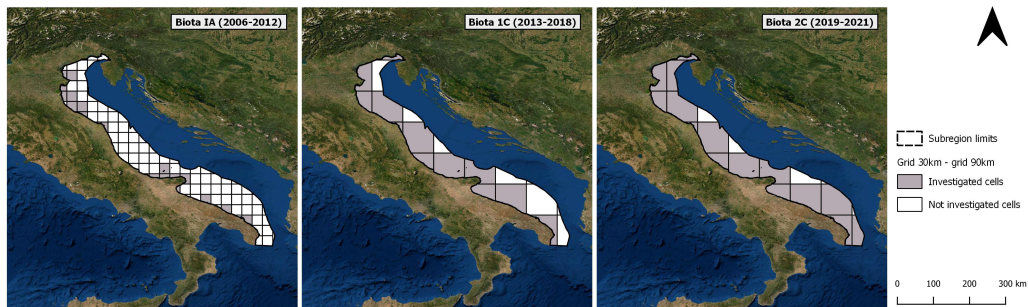 Biota IA (2006-2012)
Biota 1C (2013-2018)
Biota 2C (2019-2021)
Subregion limits
Grid 30km - grid 90km
Investigated cells
Not investigated cells
0 100 200 300 km